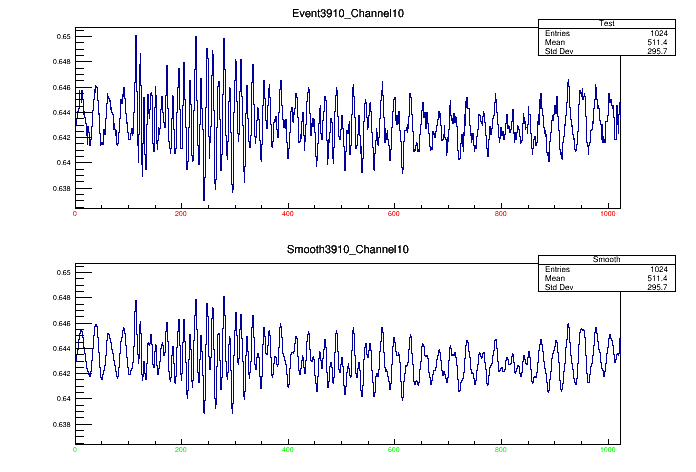 Event3910_Channel10
Test
Entries 1024
Mean 511.4
Std Dev 295.7
0.65
0.648
0.646
0.644
0.642
0.64
0.638
0 200 400 600 800 1000
Smooth3910_Channel10
Smooth
Entries 1024
Mean 511.4
Std Dev 295.7
0.65
0.648
0.646
0.644
0.642
0.64
0.638
0 200 400 600 800 1000